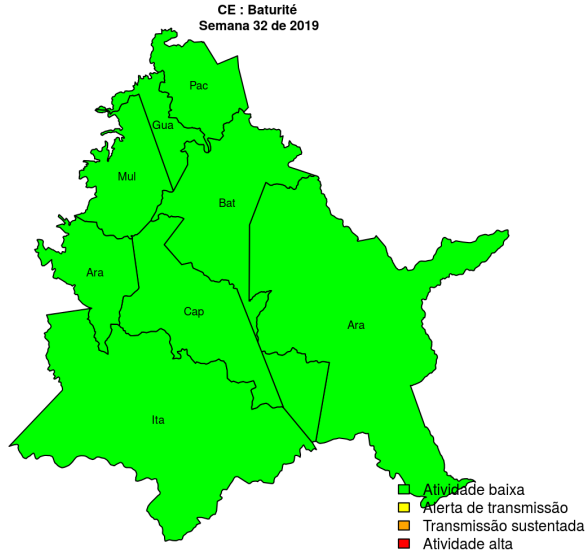 CE : Baturité
Semana 32 de 2019
Pac
Gua
Mul
Bat
Ara
Cap
Ara
Ita
Atividade baixa
Alerta de transmissão
Transmissão sustentada
Atividade alta